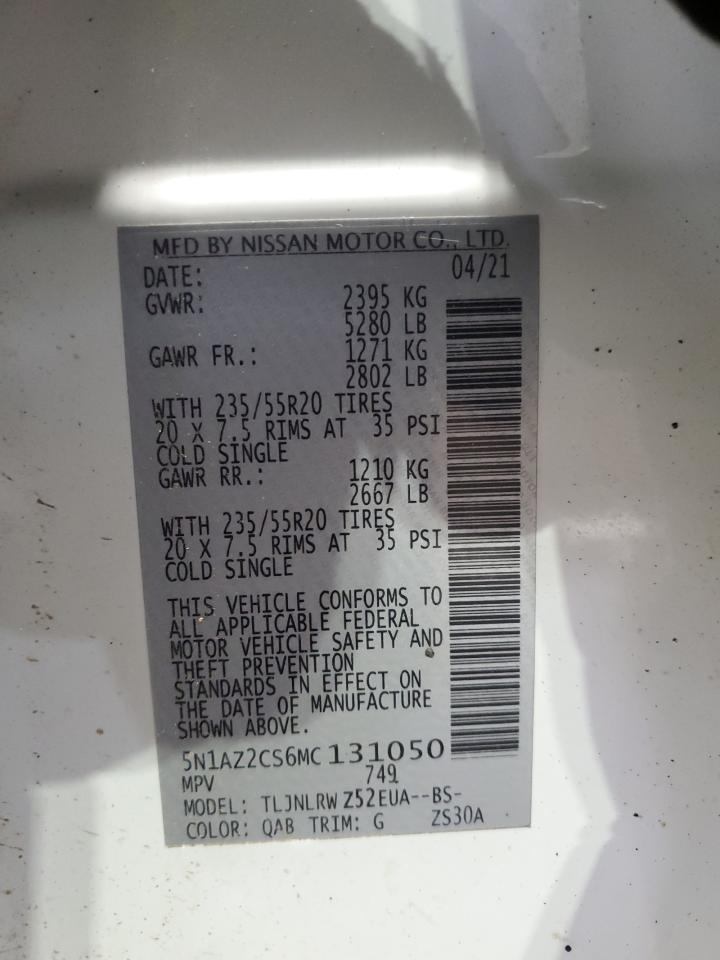 MFD BY NISSAN MOTOR CO., LTD.
DATE: 04/21
GVWR: 2395 KG
5280 LB
GAWR FR.: 1271 KG
2802 LB
WITH 235/55R20 TIRES
20 X 7.5 RIMS AT 35 PSI
COLD SINGLE
GAWR RR.: 1210 KG
2667 LB
WITH 235/55R20 TIRES
20 X 7.5 RIMS AT 35 PSI
COLD SINGLE
THIS VEHICLE CONFORMS TO
ALL APPLICABLE FEDERAL
MOTOR VEHICLE SAFETY AND
THEFT PREVENTION
STANDARDS IN EFFECT ON
THE DATE OF MANUFACTURE
SHOWN ABOVE.
5N1AZ2CS6MC131050
MPV 749
MODEL: TLJNLRWZ52EUA--BS-
COLOR: QAB TRIM: G ZS30A